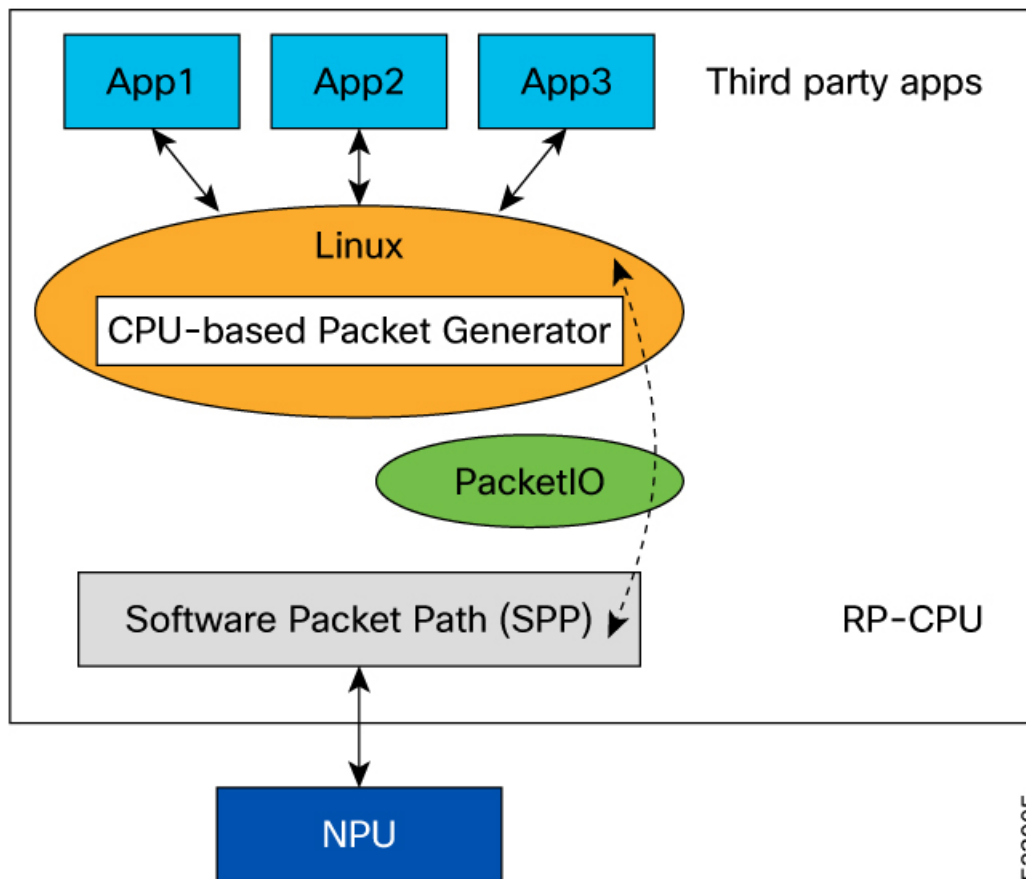 App1
App2
App3
Third party apps
Linux
CPU-based Packet Generator
PacketIO
Software Packet Path (SPP)
RP-CPU
NPU